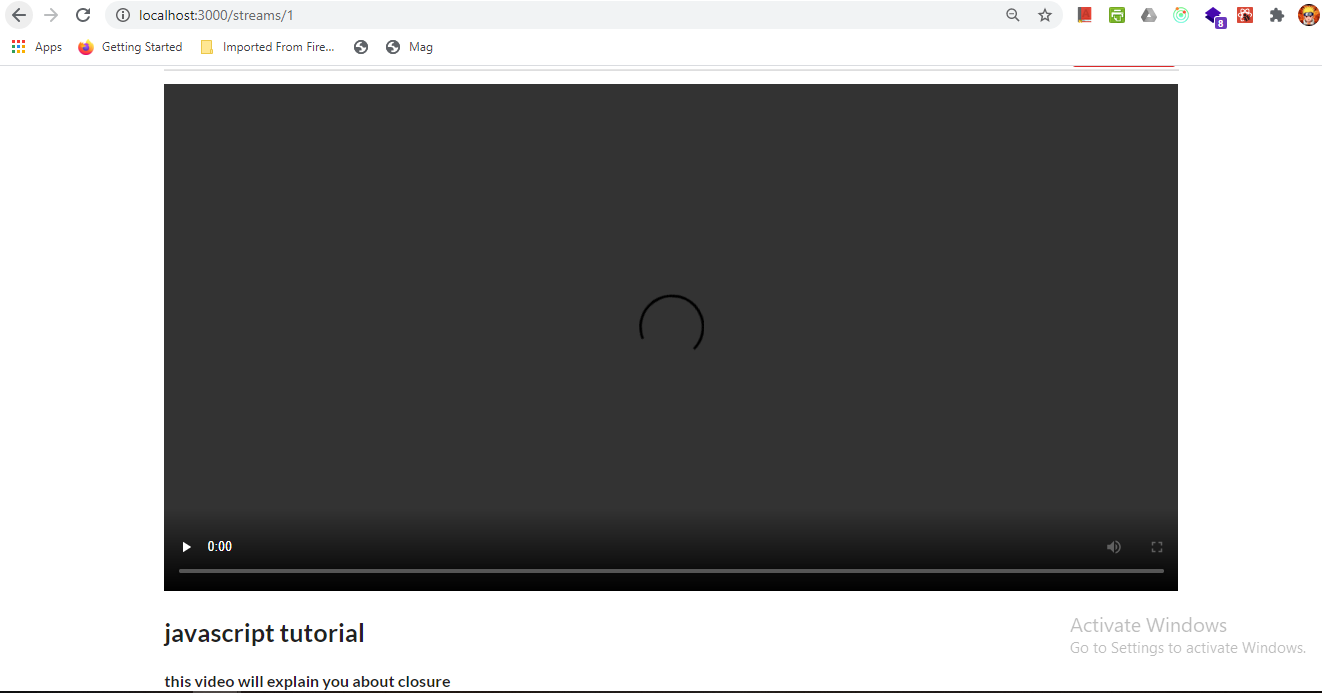 localhost:3000/streams/1
8
Apps Getting Started Imported From Fire... Mag
0:00
javascript tutorial
this video will explain you about closure
Activate Windows
Go to Settings to activate Windows.